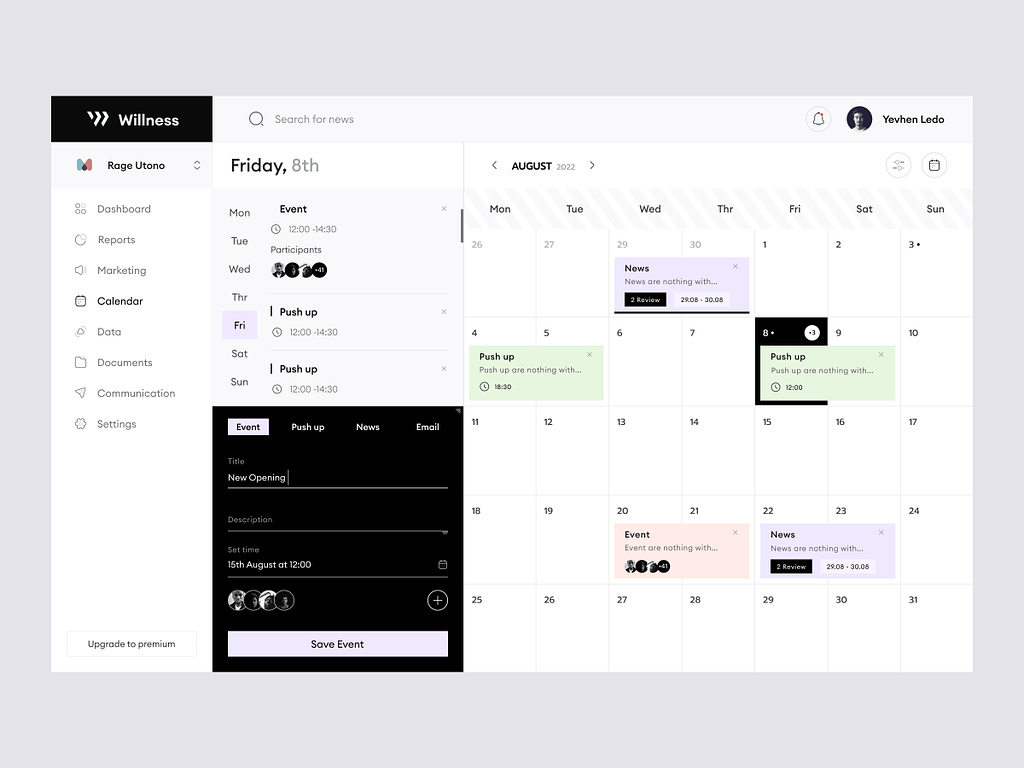 Willness
Search for news
Yevhen Ledo
Rage Utono
Dashboard
Reports
Marketing
Calendar
Data
Documents
Communication
Settings
Upgrade to premium
Friday, 8th
Mon
Tue
Wed
Thr
Fri
Sat
Sun
Event
12:00 -14:30
Participants
+41
Push up
12:00 -14:30
Push up
12:00 -14:30
Event Push up News Email
Title
New Opening
Description
Set time
15th August at 12:00
Save Event
AUGUST 2022
Mon Tue Wed Thr Fri Sat Sun
26 27 29 30 1 2 3 •
News
News are nothing with...
2 Review 29.08 - 30.08
4 5 6 7 8 • +3 9 10
Push up
Push up are nothing with...
18:30
Push up
Push up are nothing with...
12:00
11 12 13 14 15 16 17
18 19 20 21 22 23 24
Event
Event are nothing with...
+41
News
News are nothing with...
2 Review 29.08 - 30.08
25 26 27 28 29 30 31